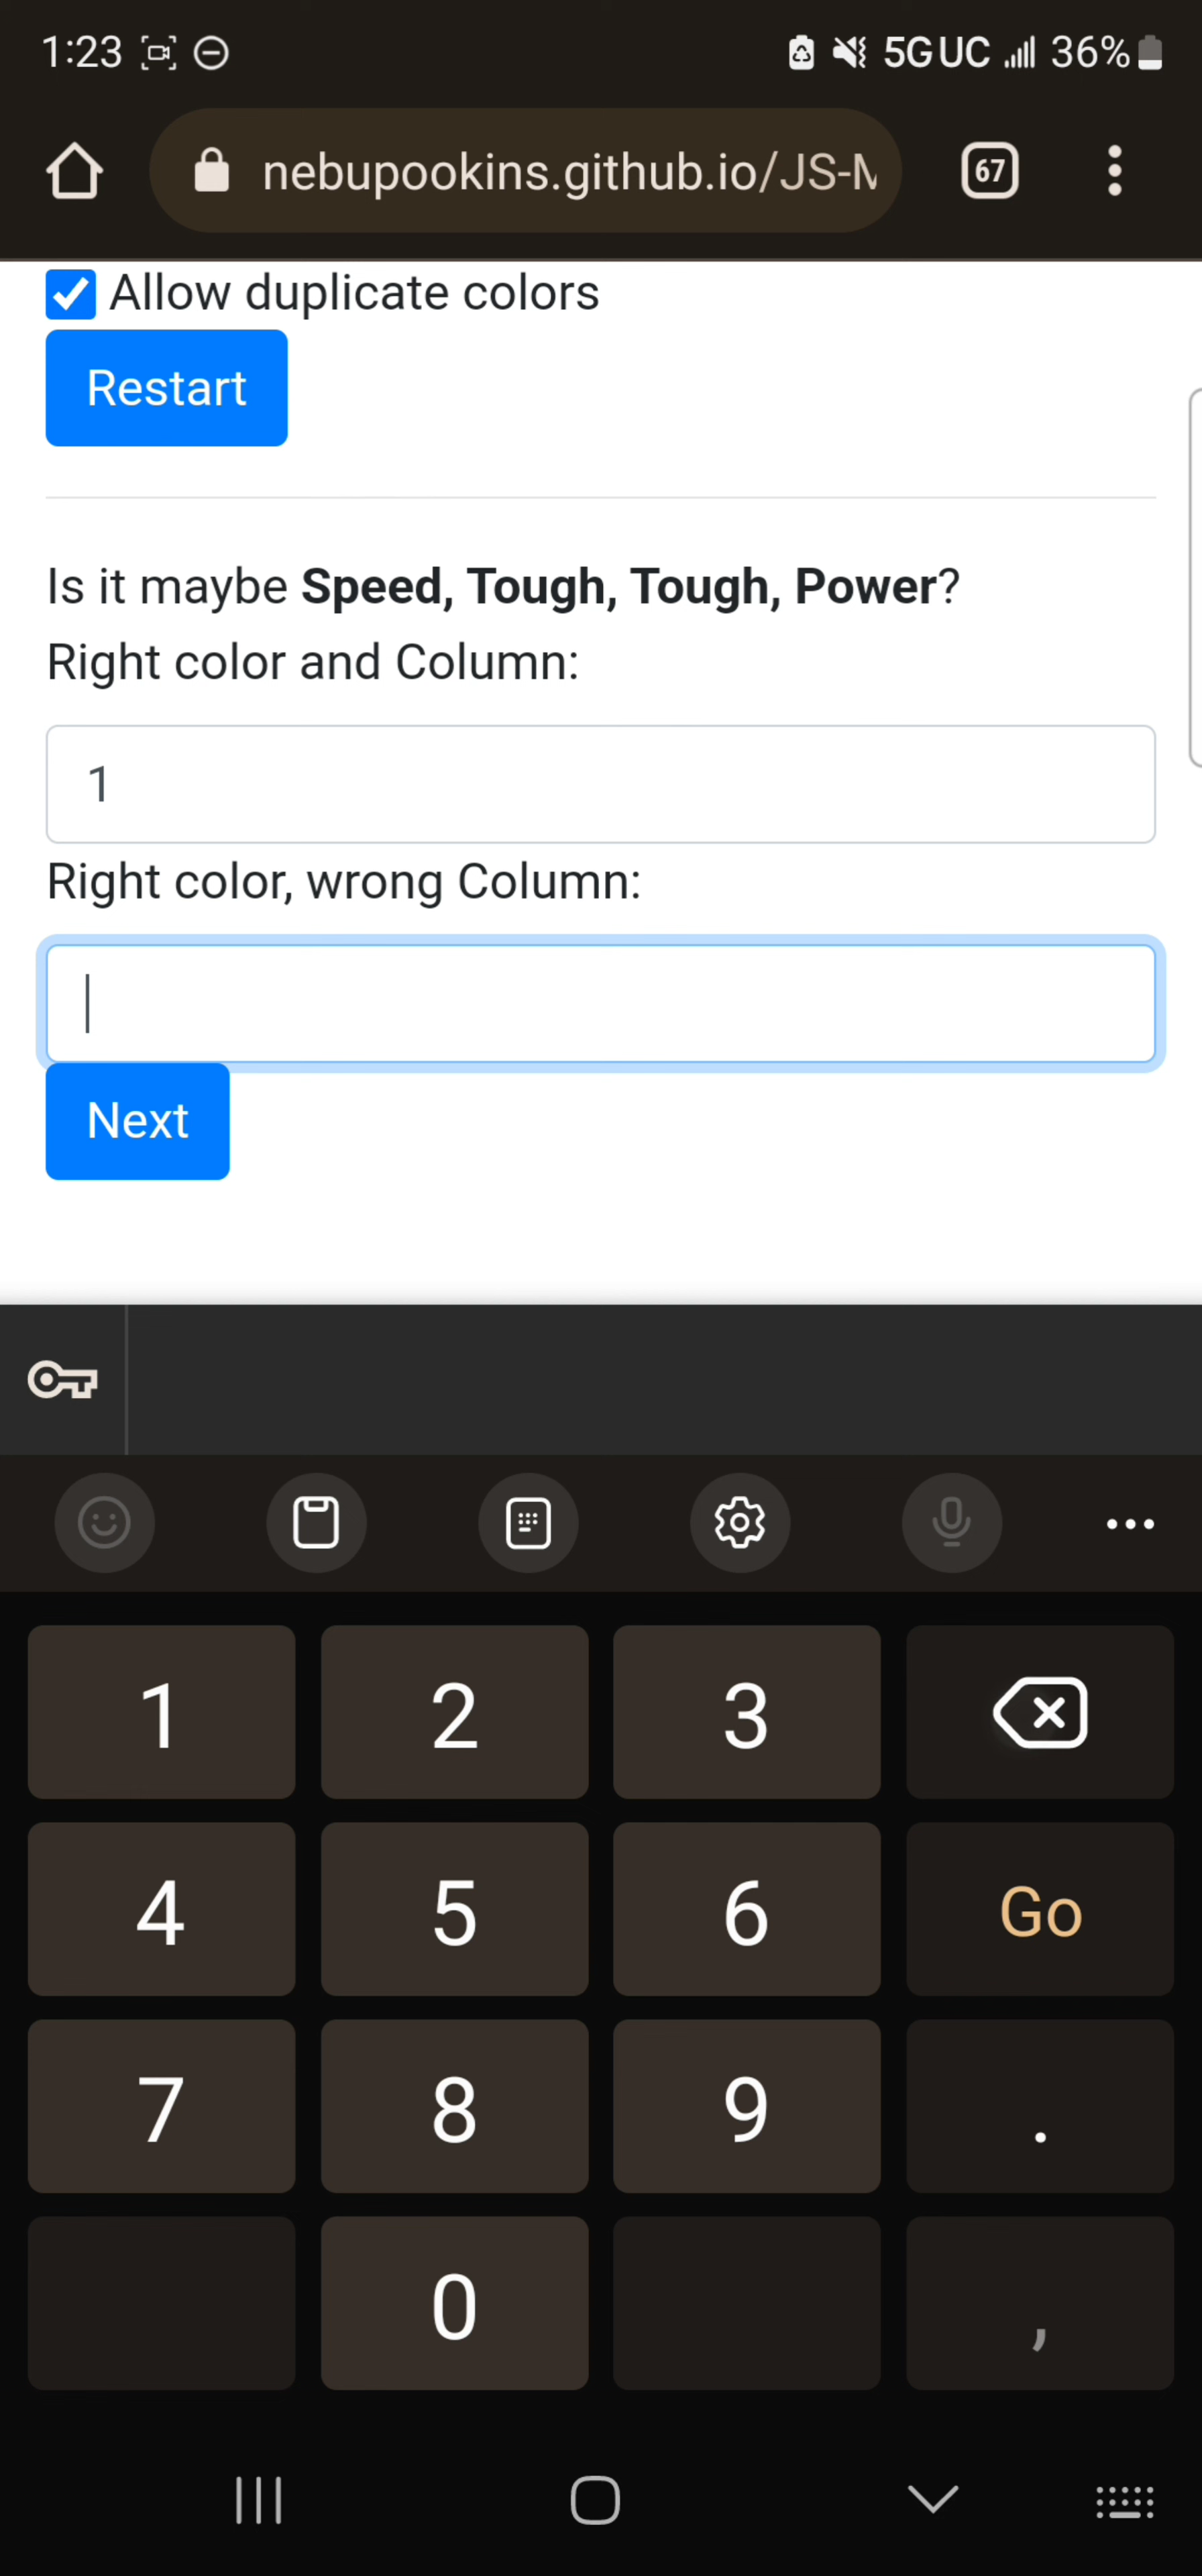 1:23 5G UC 36%
nebupookins.github.io/JS-M 67
Allow duplicate colors
Restart
Is it maybe Speed, Tough, Tough, Power?
Right color and Column:
1
Right color, wrong Column:
Next
1 2 3
4 5 6 Go
7 8 9 .
0 ,